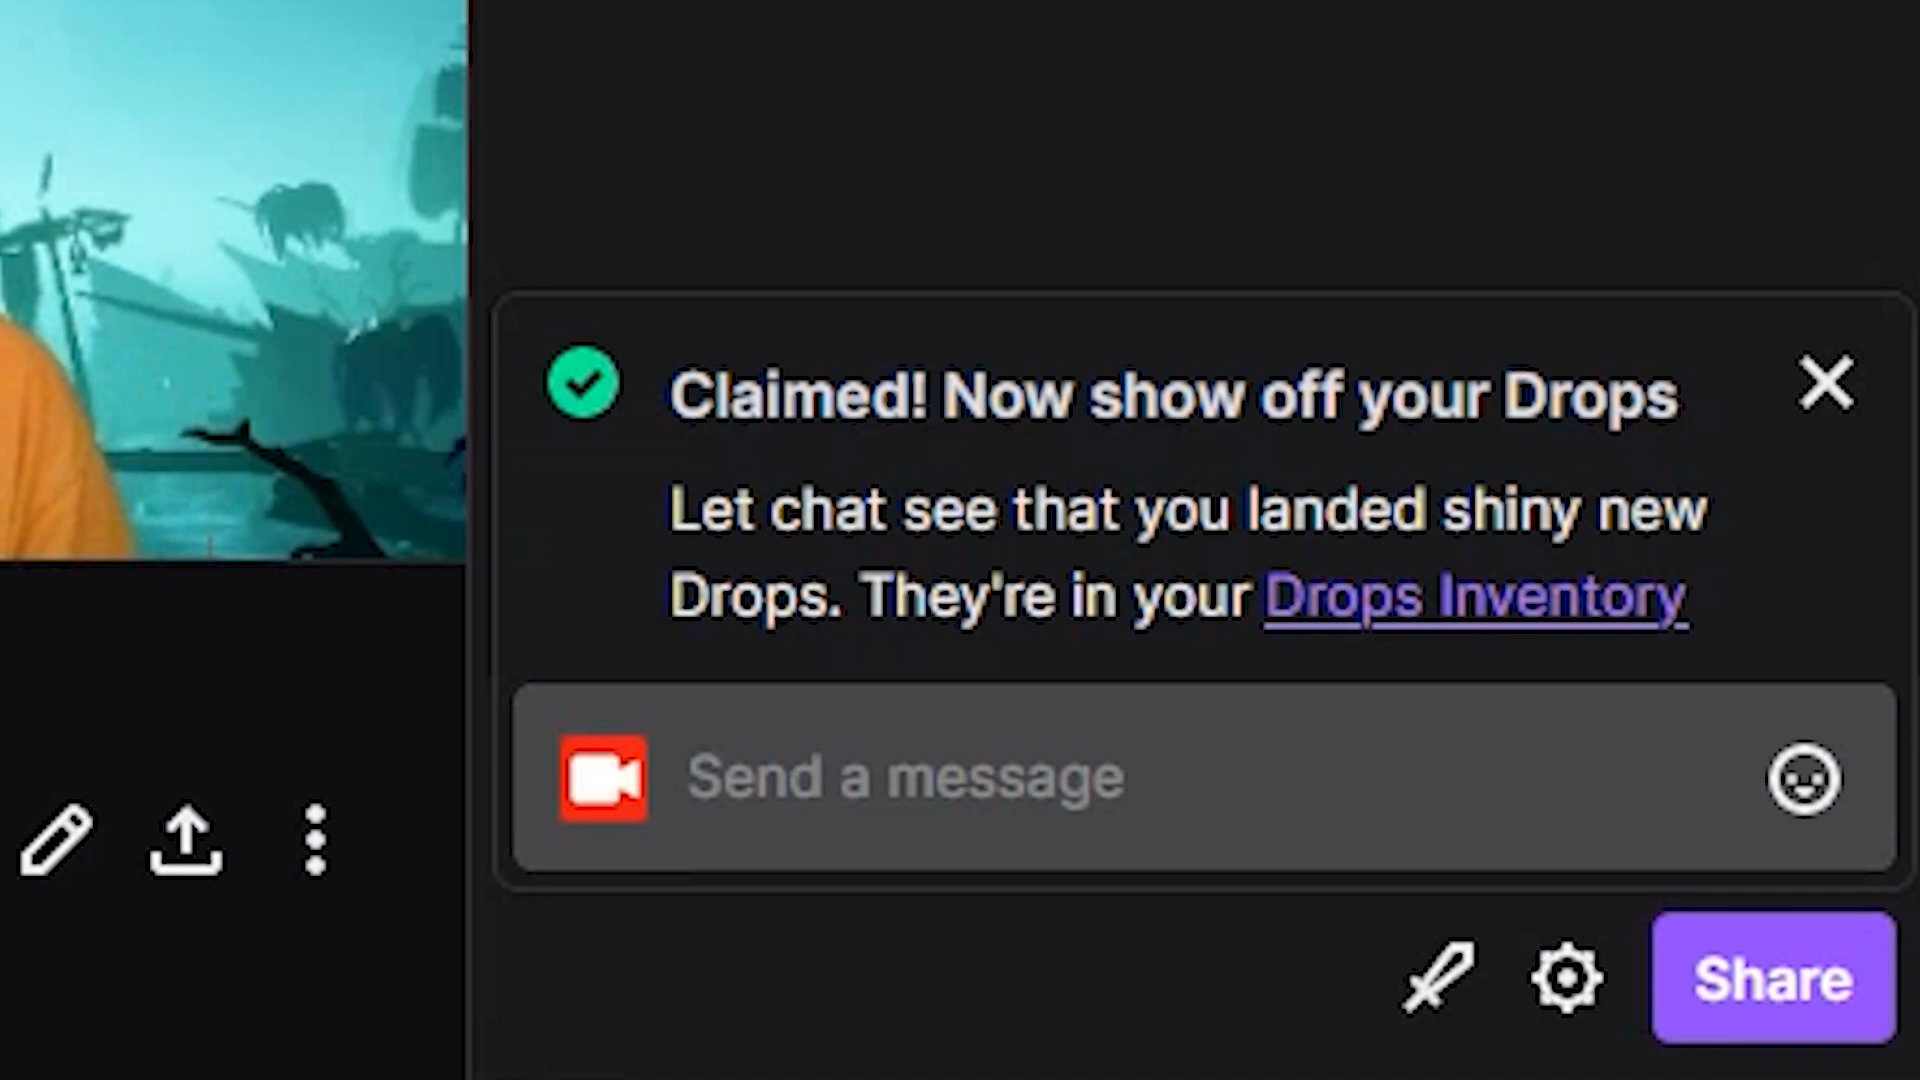 Claimed! Now show off your Drops
Let chat see that you landed shiny new
Drops. They're in your Drops Inventory
Send a message
Share